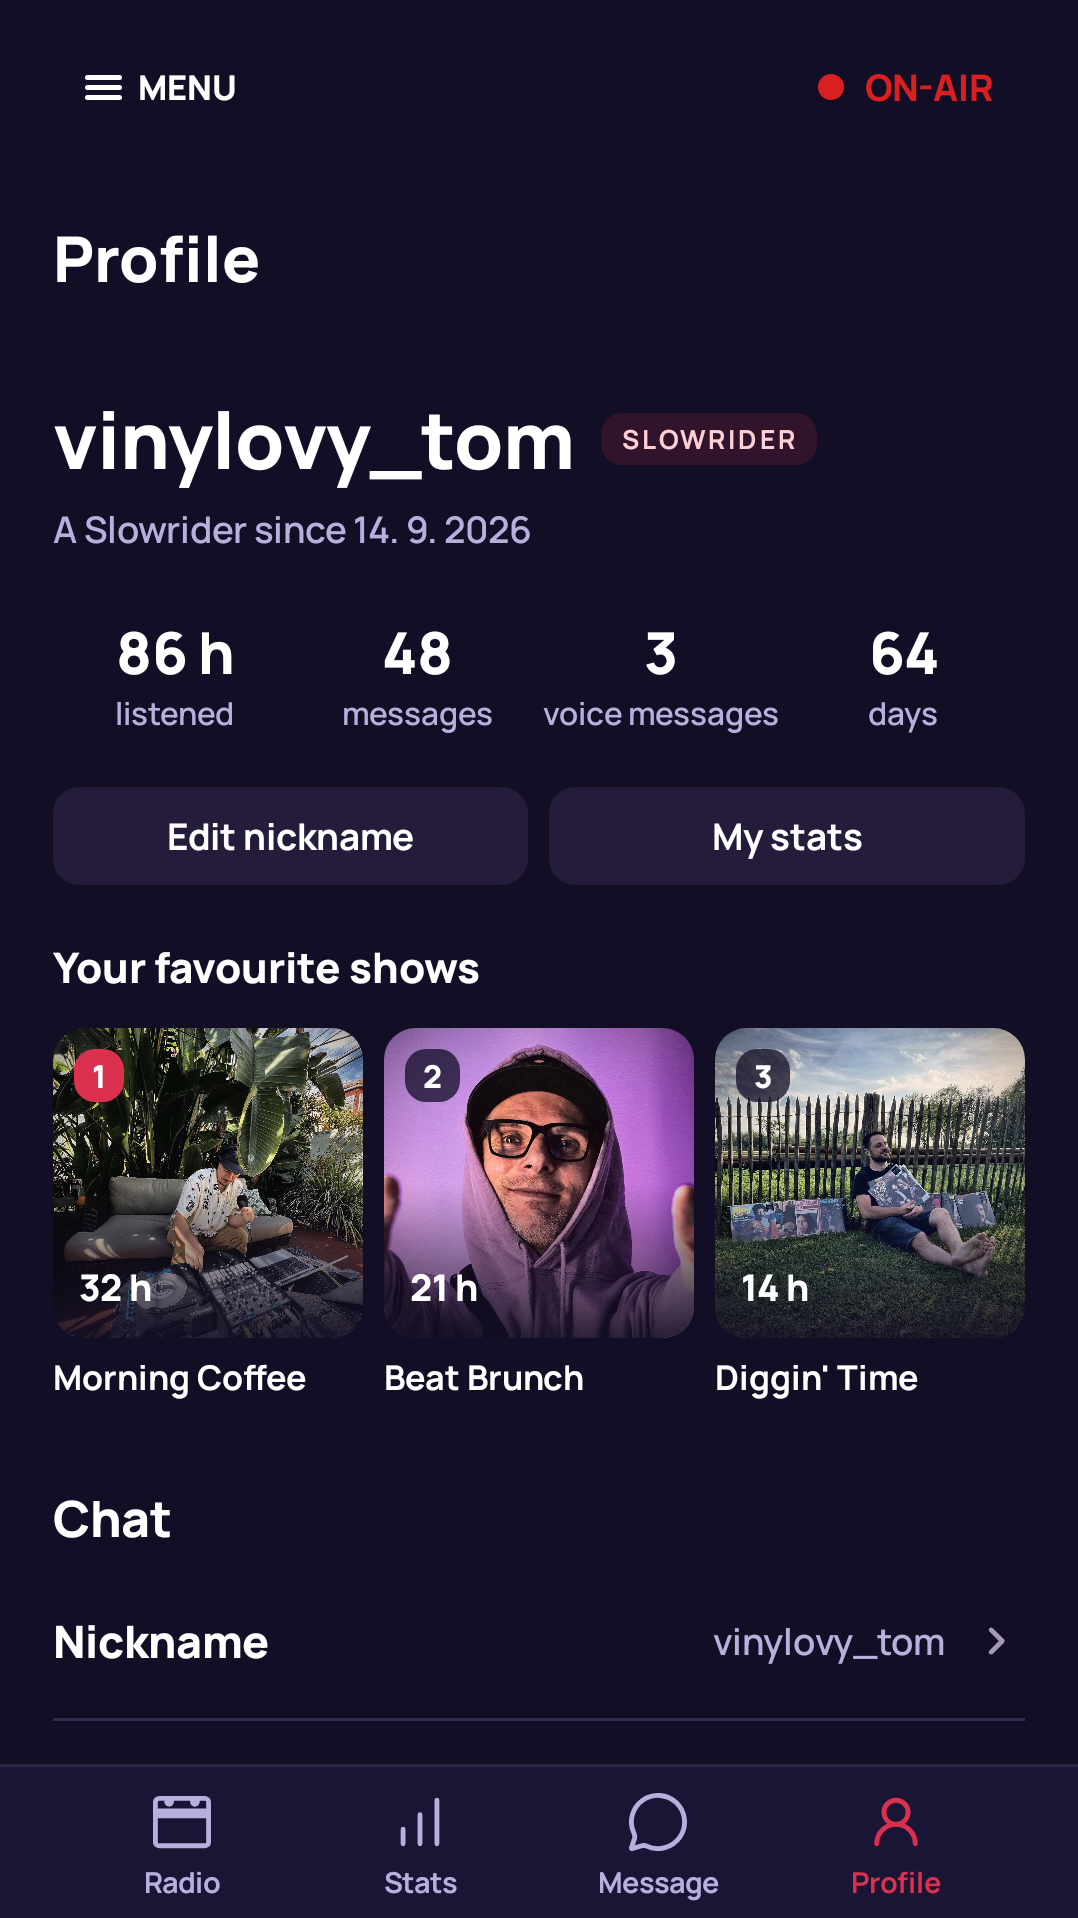 MENU
ON-AIR
Profile
vinylovy_tom
SLOWRIDER
A Slowrider since 14. 9. 2026
86 h
48
3
64
listened
messages
voice messages
days
Edit nickname
My stats
Your favourite shows
1
2
3
32 h
21 h
14 h
Morning Coffee
Beat Brunch
Diggin' Time
Chat
Nickname
vinylovy_tom
Radio
Stats
Message
Profile